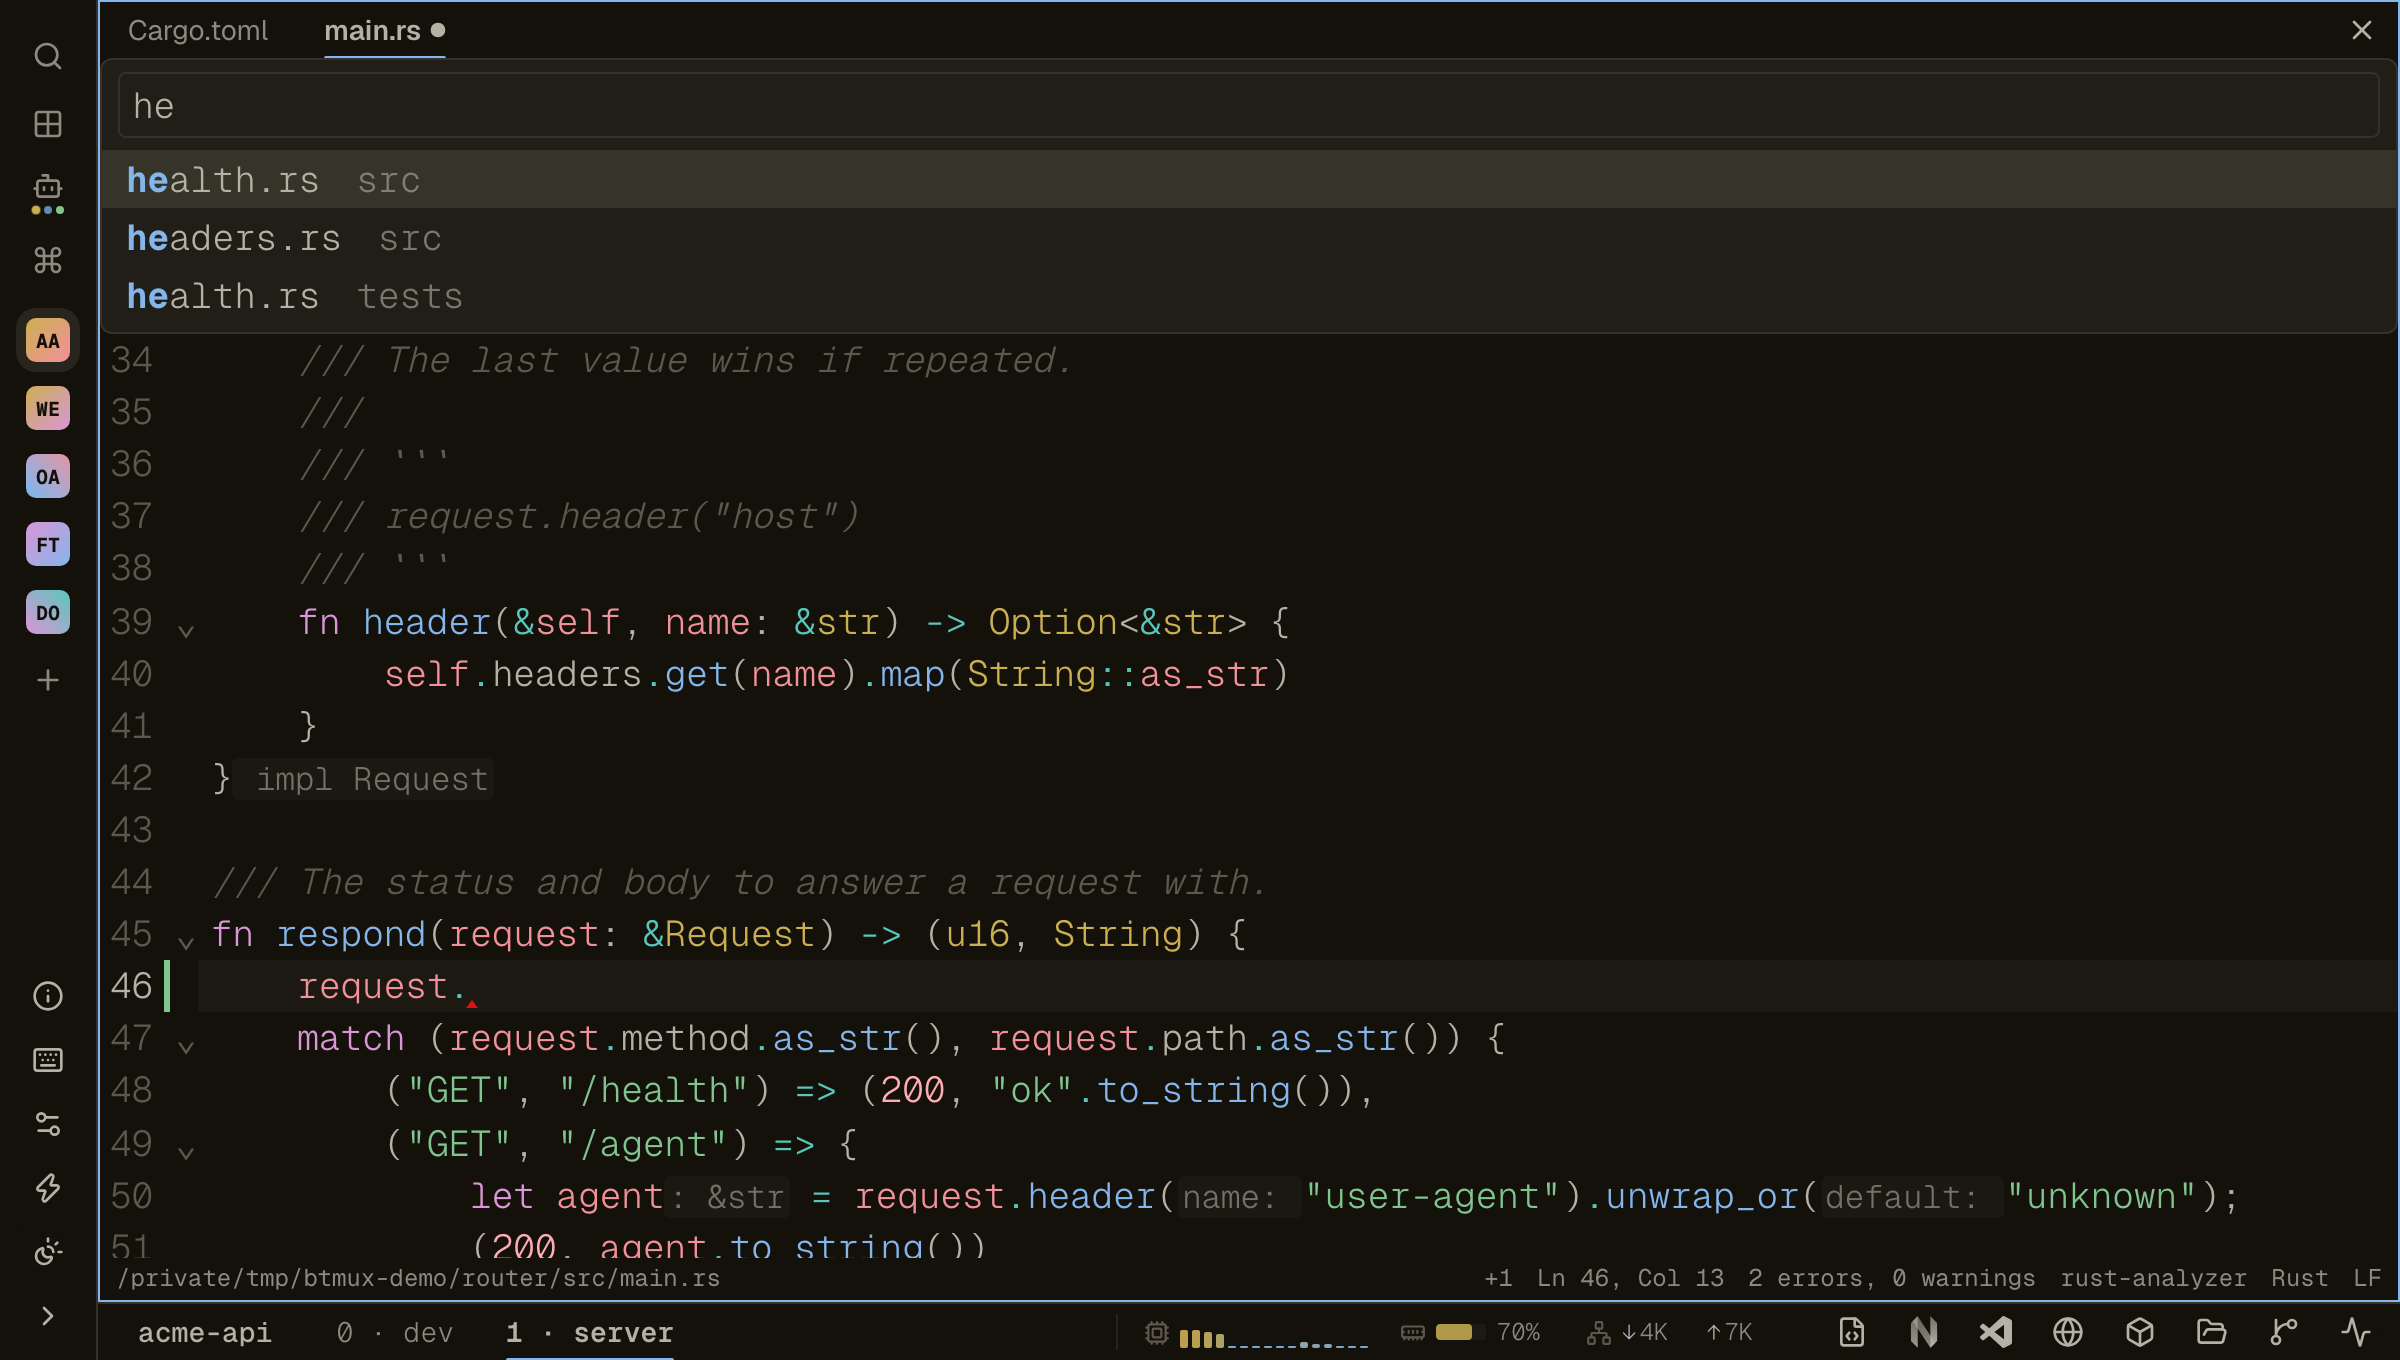 Cargo.toml main.rs
he
health.rs src
headers.rs src
health.rs tests
AA
WE
OA
FT
DO
34 /// The last value wins if repeated.
35 ///
36 /// ```
37 /// request.header("host")
38 /// ```
39 fn header(&self, name: &str) -> Option<&str> {
40 self.headers.get(name).map(String::as_str)
41 }
42 } impl Request
43
44 /// The status and body to answer a request with.
45 fn respond(request: &Request) -> (u16, String) {
46 request.
47 match (request.method.as_str(), request.path.as_str()) {
48 ("GET", "/health") => (200, "ok".to_string()),
49 ("GET", "/agent") => {
50 let agent: &str = request.header(name: "user-agent").unwrap_or(default: "unknown");
51 (200, agent.to_string())
/private/tmp/btmux-demo/router/src/main.rs +1 Ln 46, Col 13 2 errors, 0 warnings rust-analyzer Rust LF
acme-api 0 · dev 1 · server 70% ↓4K ↑7K